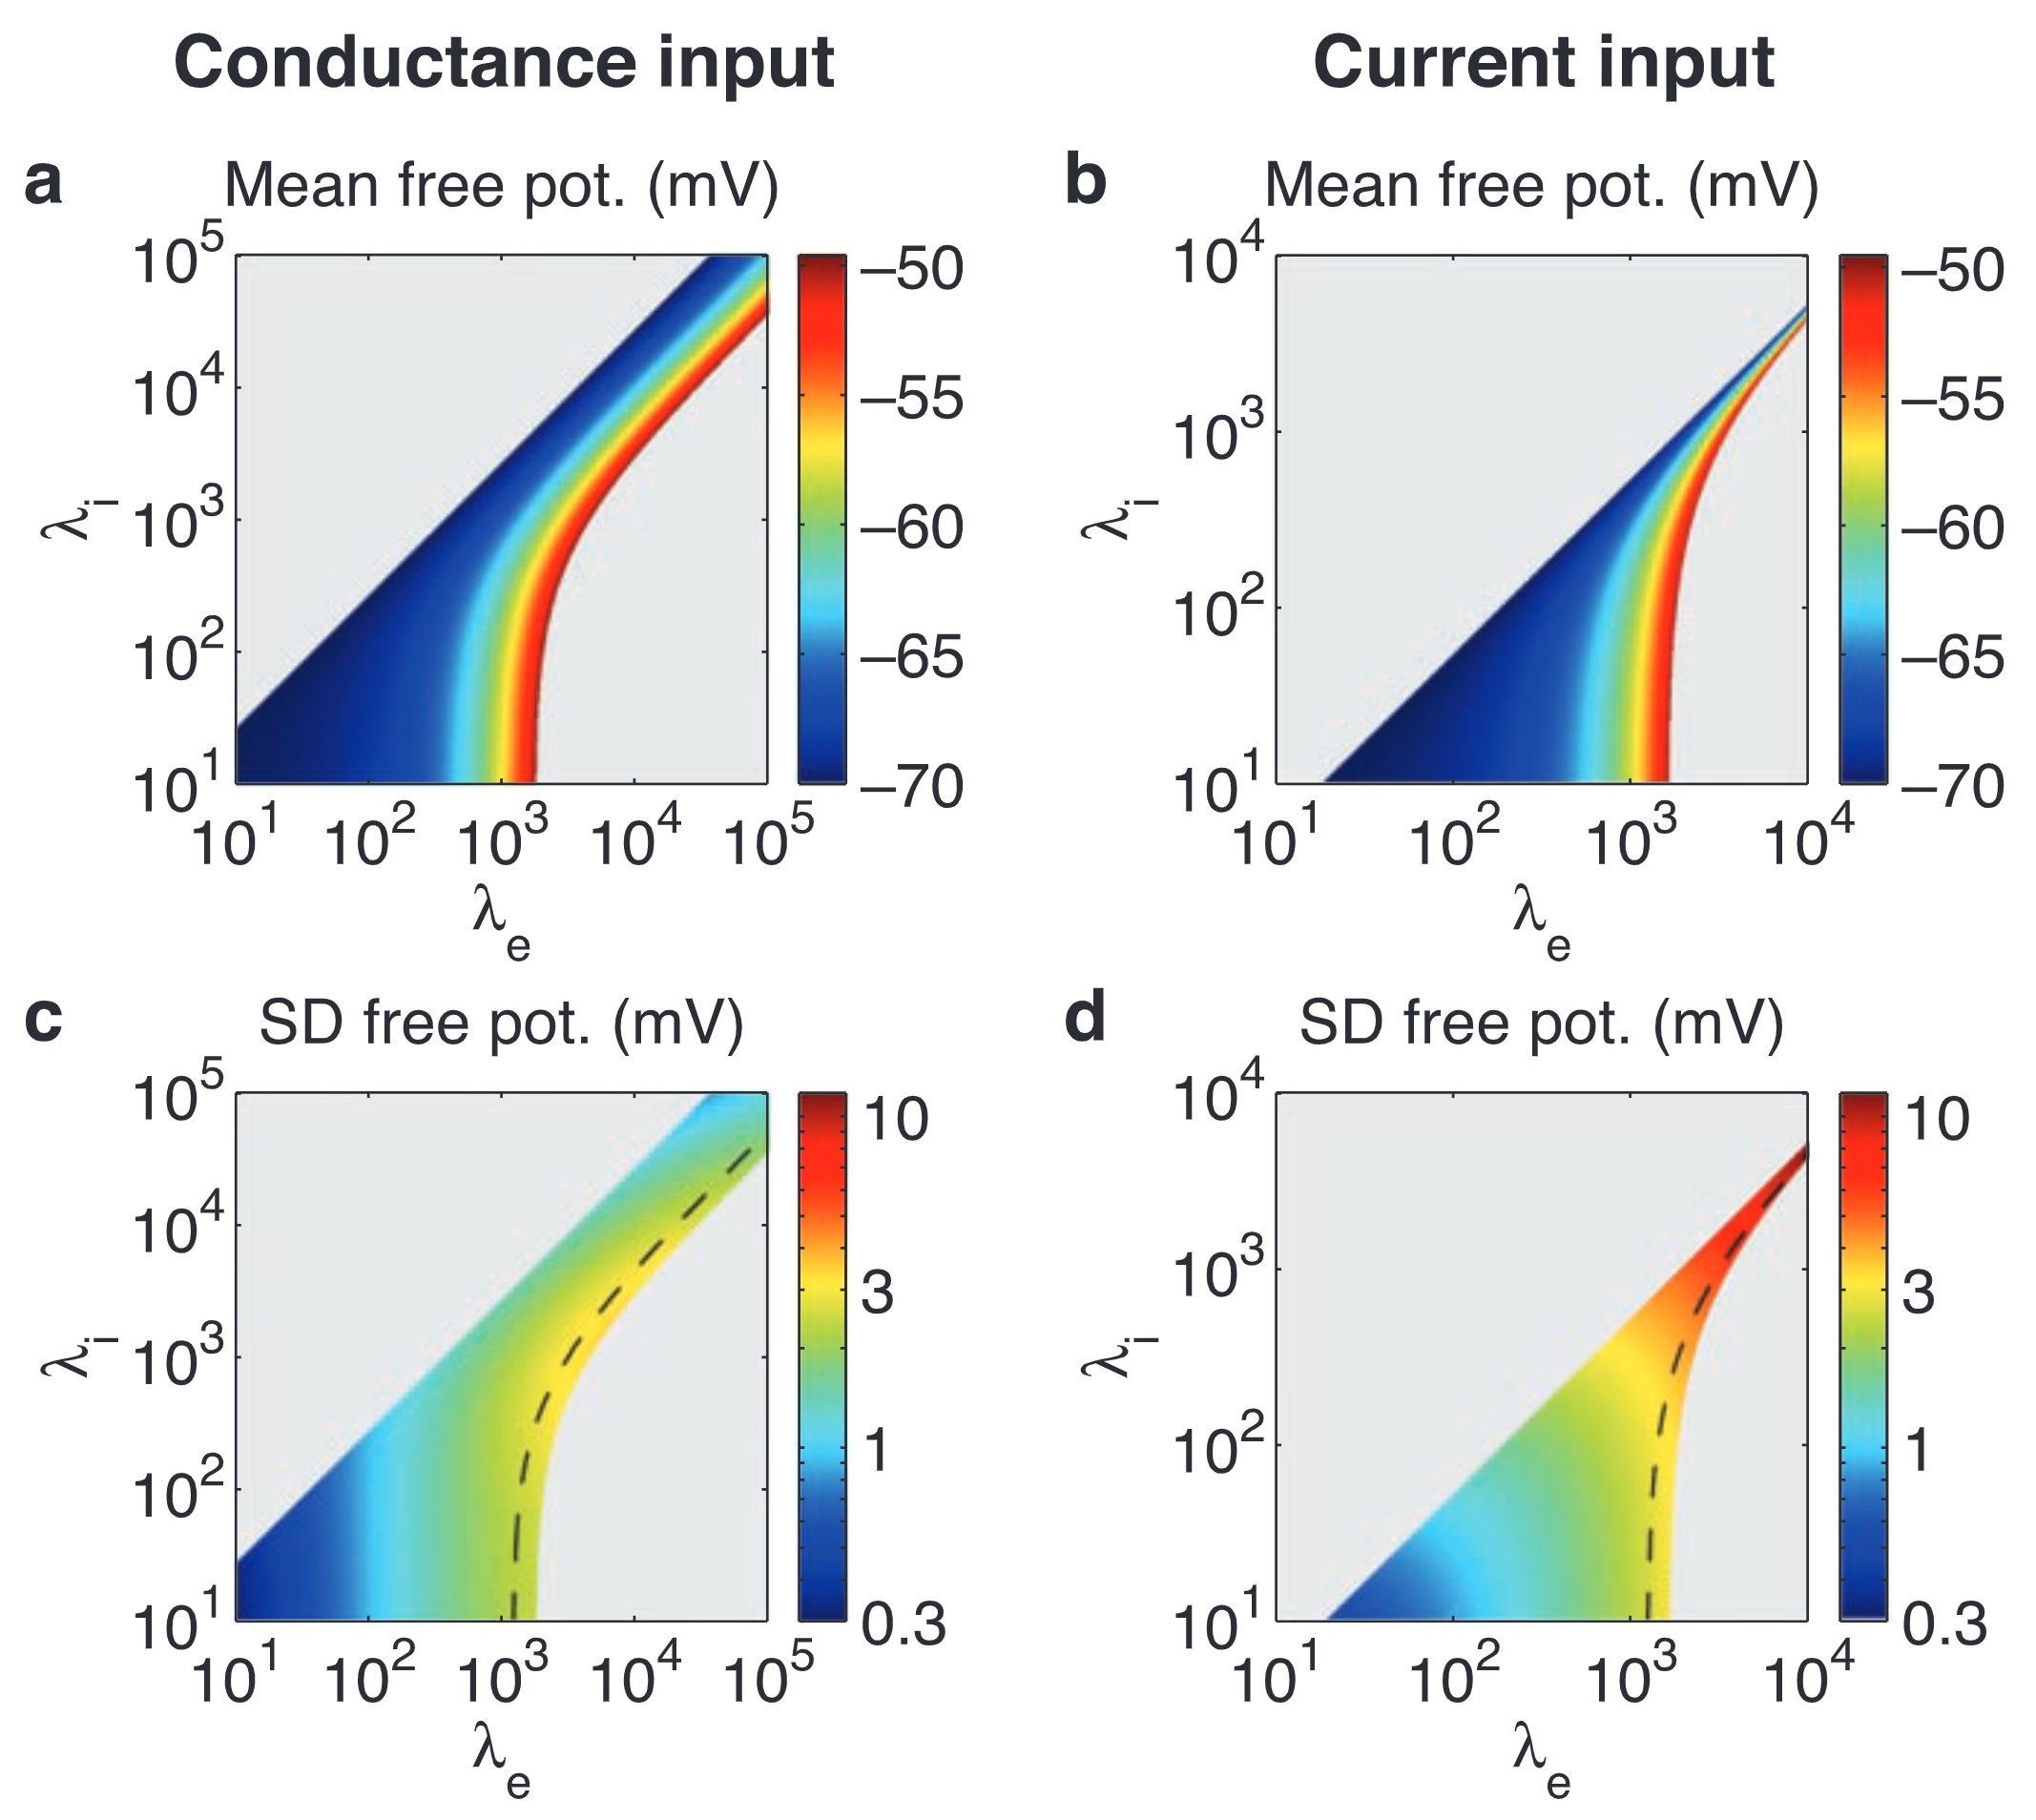 Conductance input
Current input
a
Mean free pot. (mV)
10^5
10^4
10^3
10^2
10^1
λ_i
10^1 10^2 10^3 10^4 10^5
λ_e
–50
–55
–60
–65
–70
b
Mean free pot. (mV)
10^4
10^3
10^2
10^1
λ_i
10^1 10^2 10^3 10^4
λ_e
–50
–55
–60
–65
–70
c
SD free pot. (mV)
10^5
10^4
10^3
10^2
10^1
λ_i
10^1 10^2 10^3 10^4 10^5
λ_e
10
3
1
0.3
d
SD free pot. (mV)
10^4
10^3
10^2
10^1
λ_i
10^1 10^2 10^3 10^4
λ_e
10
3
1
0.3